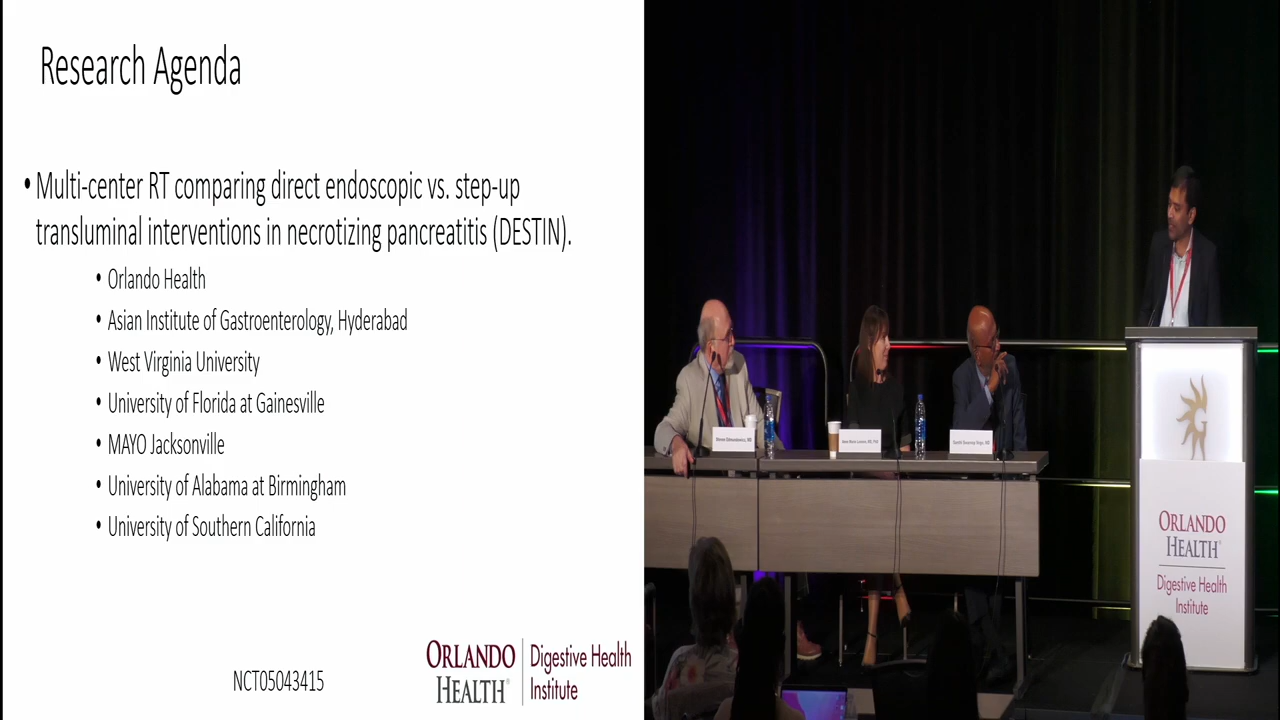 Research Agenda
• Multi-center RT comparing direct endoscopic vs. step-up
transluminal interventions in necrotizing pancreatitis (DESTIN).
• Orlando Health
• Asian Institute of Gastroenterology, Hyderabad
• West Virginia University
• University of Florida at Gainesville
• MAYO Jacksonville
• University of Alabama at Birmingham
• University of Southern California
NCT05043415
ORLANDO
HEALTH®
Digestive Health
Institute
G
ORLANDO
HEALTH®
Digestive Health
Institute